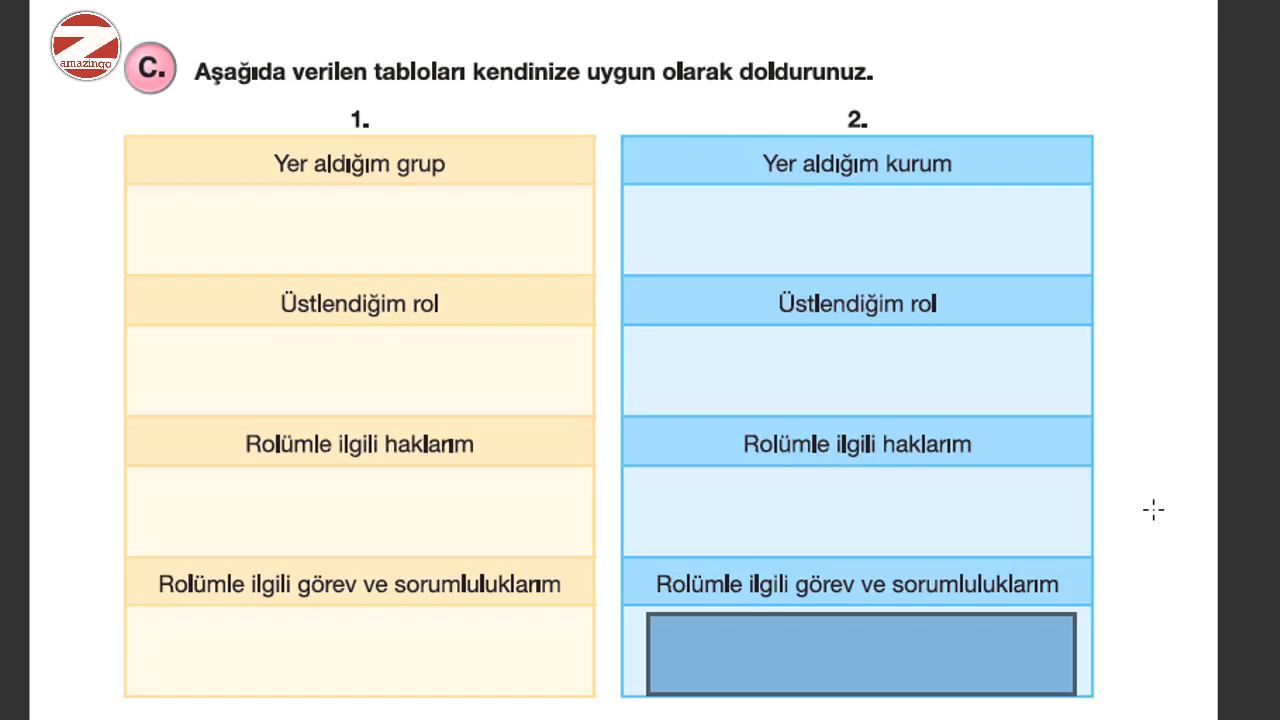 amazingo
C. Aşağıda verilen tabloları kendinize uygun olarak doldurunuz.
1.
Yer aldığım grup
Üstlendiğim rol
Rolümle ilgili haklarım
Rolümle ilgili görev ve sorumluluklarım
2.
Yer aldığım kurum
Üstlendiğim rol
Rolümle ilgili haklarım
Rolümle ilgili görev ve sorumluluklarım